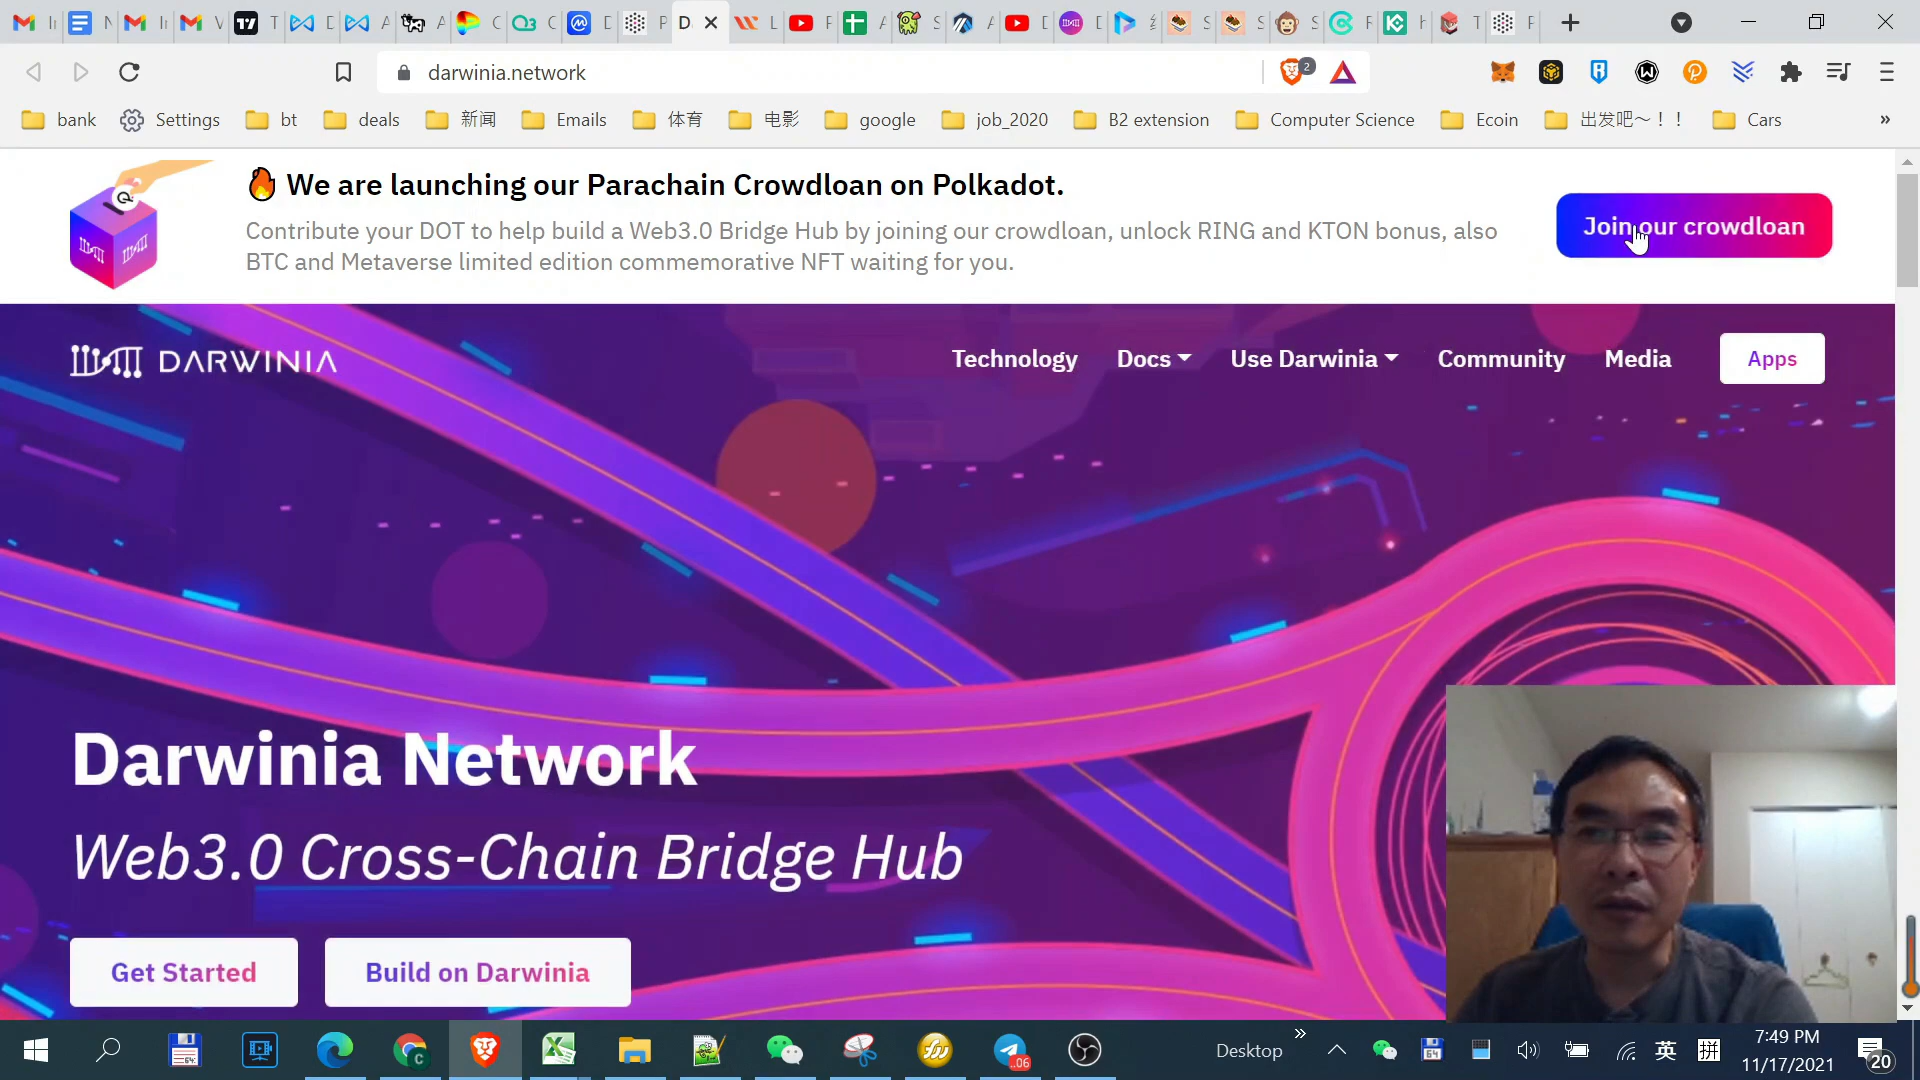 darwinia.network
2
bank
Settings
bt
deals
新闻
Emails
体育
电影
google
job_2020
B2 extension
Computer Science
Ecoin
出发吧～！！
Cars
»
We are launching our Parachain Crowdloan on Polkadot.
Contribute your DOT to help build a Web3.0 Bridge Hub by joining our crowdloan, unlock RING and KTON bonus, also
BTC and Metaverse limited edition commemorative NFT waiting for you.
Join our crowdloan
DARWINIA
Technology
Docs
Use Darwinia
Community
Media
Apps
Darwinia Network
Web3.0 Cross-Chain Bridge Hub
Get Started
Build on Darwinia
Desktop
英
拼
7:49 PM
11/17/2021
20